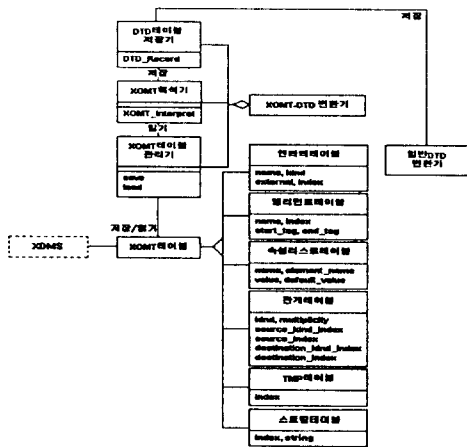 저장
DTD테이블
저장기
DTD_Record
저장
XOMT해석기
XOMT_Interpret
읽기
XOMT-DTD 변환기
XOMT테이블
관리기
save
load
일반DTD
변환기
엔티티테이블
name, kind
external, index
엘리먼트테이블
name, index
start_tag, end_tag
저장/읽기
XDMS
XOMT테이블
속성리스트테이블
name, element_name
value, default_value
관계테이블
kind, multiplicity
source_kind_index
source_index
destination_kind_index
destination_index
TMP테이블
index
스트링테이블
index, string